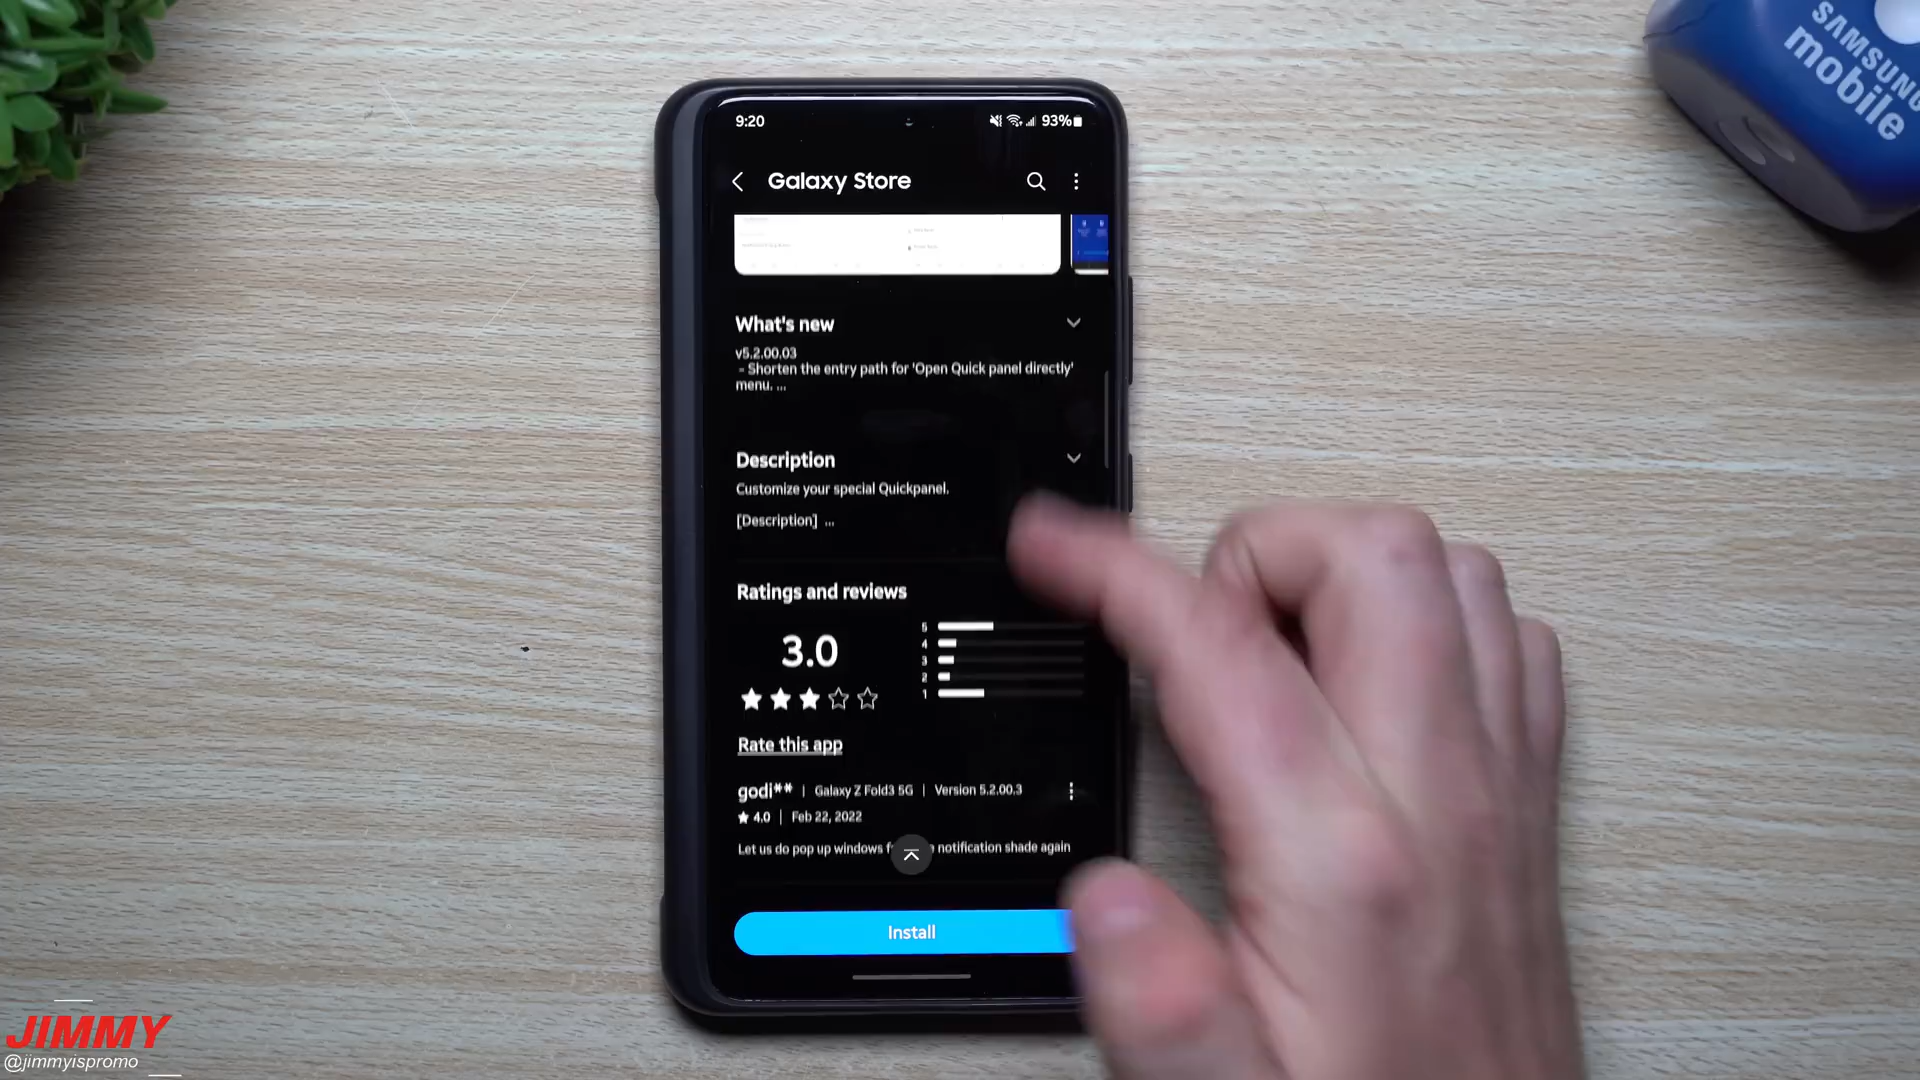 SAMSUNG
mobile
9:20
93%
Galaxy Store
What's new
v5.2.00.03
- Shorten the entry path for 'Open Quick panel directly'
menu. ...
Description
Customize your special Quickpanel.
[Description] ...
Ratings and reviews
3.0
5
4
3
2
1
Rate this app
godi** | Galaxy Z Fold3 5G | Version 5.2.00.3
★ 4.0 | Feb 22, 2022
Let us do pop up windows notification shade again
Install
JIMMY
@jimmyispromo